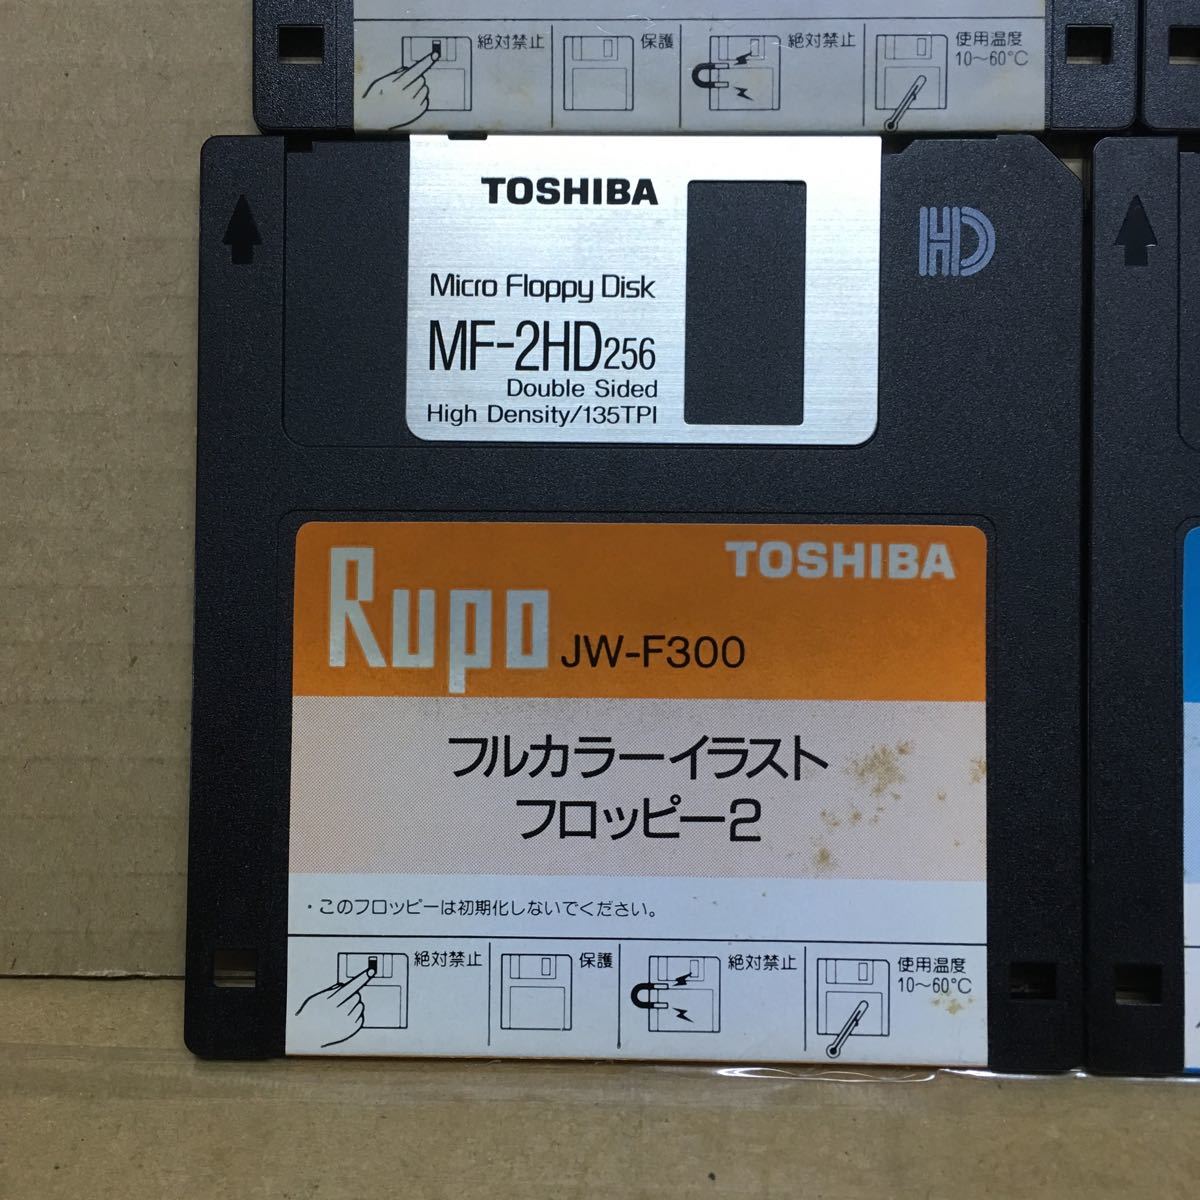 絶対禁止
保護
絶対禁止
使用温度
10〜60℃
TOSHIBA
HD
Micro Floppy Disk
MF-2HD256
Double Sided
High Density/135TPI
TOSHIBA
Rupo JW-F300
フルカラーイラスト
フロッピー2
・このフロッピーは初期化しないでください。
絶対禁止
保護
絶対禁止
使用温度
10〜60℃